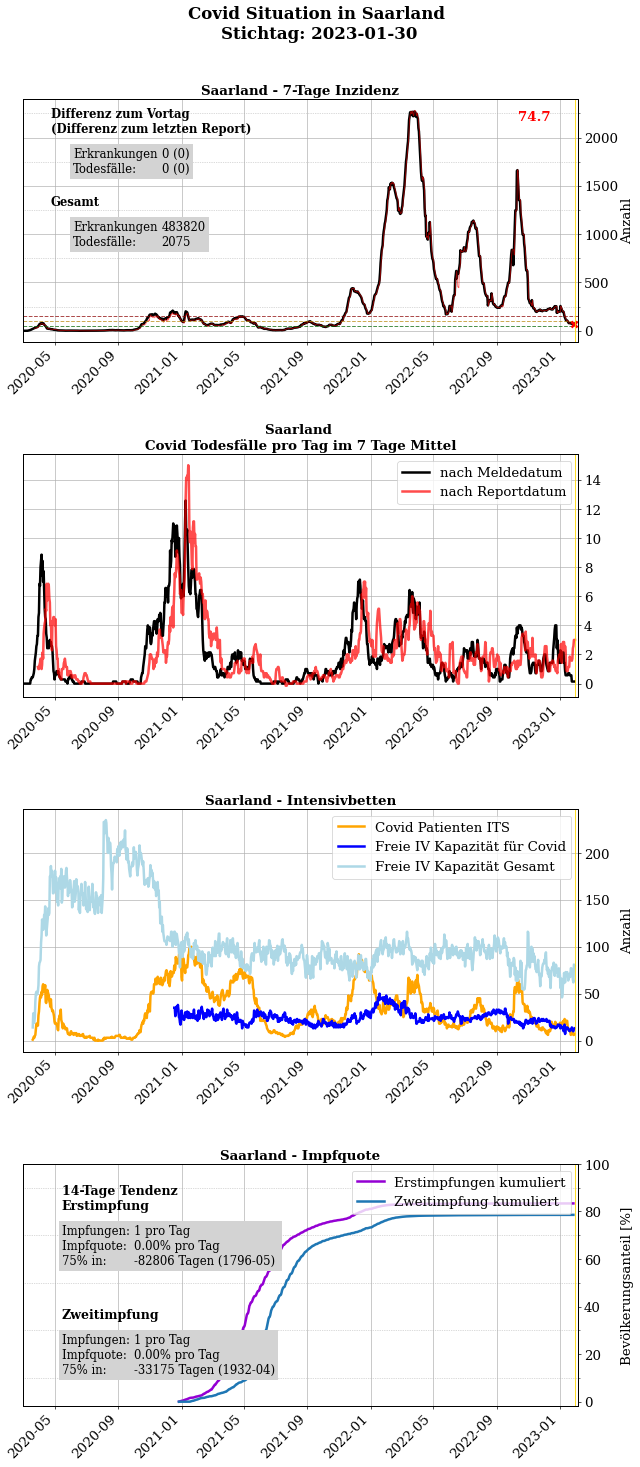 Covid Situation in Saarland
Stichtag: 2023-01-30
Saarland - 7-Tage Inzidenz
Differenz zum Vortag
(Differenz zum letzten Report)
Erkrankungen 0 (0)
Todesfälle: 0 (0)
Gesamt
Erkrankungen 483820
Todesfälle: 2075
74.7
2000
1500
1000
500
0
Anzahl
2020-05 2020-09 2021-01 2021-05 2021-09 2022-01 2022-05 2022-09 2023-01
Saarland
Covid Todesfälle pro Tag im 7 Tage Mittel
nach Meldedatum
nach Reportdatum
14
12
10
8
6
4
2
0
2020-05 2020-09 2021-01 2021-05 2021-09 2022-01 2022-05 2022-09 2023-01
Saarland - Intensivbetten
Covid Patienten ITS
Freie IV Kapazität für Covid
Freie IV Kapazität Gesamt
200
150
100
50
0
Anzahl
2020-05 2020-09 2021-01 2021-05 2021-09 2022-01 2022-05 2022-09 2023-01
Saarland - Impfquote
14-Tage Tendenz
Erstimpfung
Impfungen: 1 pro Tag
Impfquote: 0.00% pro Tag
75% in: -82806 Tagen (1796-05)
Zweitimpfung
Impfungen: 1 pro Tag
Impfquote: 0.00% pro Tag
75% in: -33175 Tagen (1932-04)
Erstimpfungen kumuliert
Zweitimpfung kumuliert
100
80
60
40
20
0
Bevölkerungsanteil [%]
2020-05 2020-09 2021-01 2021-05 2021-09 2022-01 2022-05 2022-09 2023-01